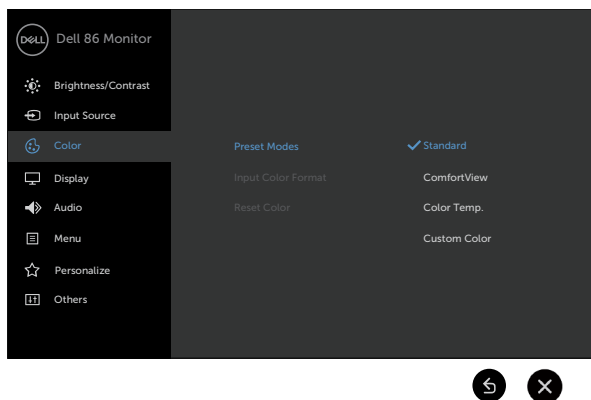 DELL Dell 86 Monitor
Brightness/Contrast
Input Source
Color Preset Modes Standard
Display Input Color Format ComfortView
Audio Reset Color Color Temp.
Menu Custom Color
Personalize
Others